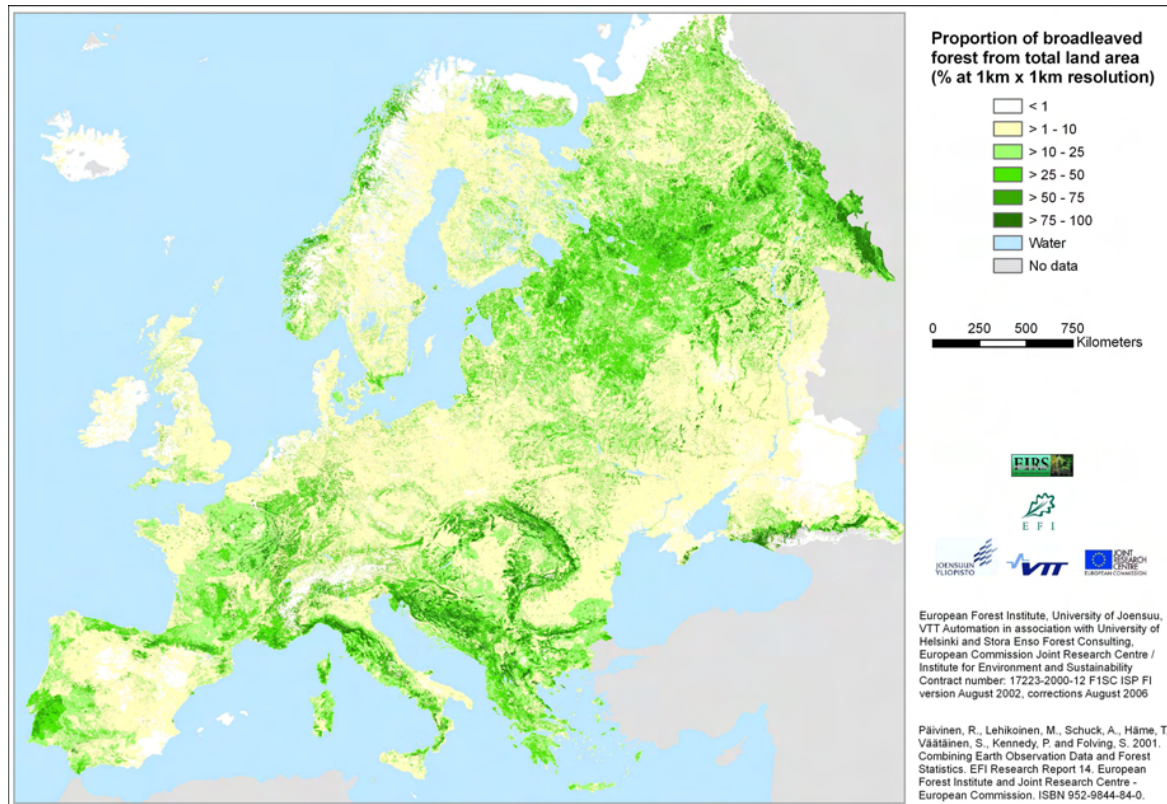 Proportion of broadleaved
forest from total land area
(% at 1km x 1km resolution)
< 1
> 1 - 10
> 10 - 25
> 25 - 50
> 50 - 75
> 75 - 100
Water
No data
0 250 500 750
Kilometers
EIRS
EFI
JOENSUUN
YLIOPISTO
VTT
JOINT
RESEARCH
CENTRE
EUROPEAN COMMISSION
European Forest Institute, University of Joensuu,
VTT Automation in association with University of
Helsinki and Stora Enso Forest Consulting,
European Commission Joint Research Centre /
Institute for Environment and Sustainability
Contract number: 17223-2000-12 F1SC ISP FI
version August 2002, corrections August 2006
Päivinen, R., Lehikoinen, M., Schuck, A., Häme, T.
Väätäinen, S., Kennedy, P. and Folving, S. 2001.
Combining Earth Observation Data and Forest
Statistics. EFI Research Report 14. European
Forest Institute and Joint Research Centre -
European Commission. ISBN 952-9844-84-0.